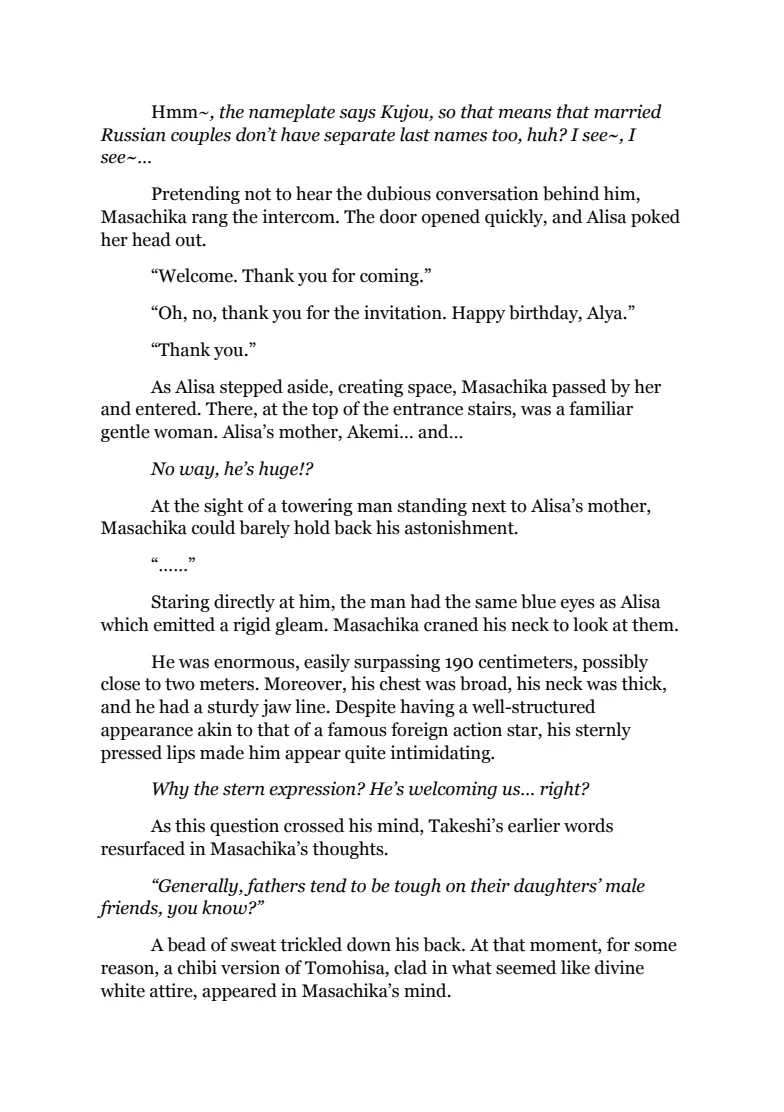 Hmm~, the nameplate says Kujou, so that means that married
Russian couples don’t have separate last names too, huh? I see~, I
see~…
Pretending not to hear the dubious conversation behind him,
Masachika rang the intercom. The door opened quickly, and Alisa poked
her head out.
“Welcome. Thank you for coming.”
“Oh, no, thank you for the invitation. Happy birthday, Alya.”
“Thank you.”
As Alisa stepped aside, creating space, Masachika passed by her
and entered. There, at the top of the entrance stairs, was a familiar
gentle woman. Alisa’s mother, Akemi… and…
No way, he’s huge!?
At the sight of a towering man standing next to Alisa’s mother,
Masachika could barely hold back his astonishment.
“……”
Staring directly at him, the man had the same blue eyes as Alisa
which emitted a rigid gleam. Masachika craned his neck to look at them.
He was enormous, easily surpassing 190 centimeters, possibly
close to two meters. Moreover, his chest was broad, his neck was thick,
and he had a sturdy jaw line. Despite having a well-structured
appearance akin to that of a famous foreign action star, his sternly
pressed lips made him appear quite intimidating.
Why the stern expression? He’s welcoming us… right?
As this question crossed his mind, Takeshi’s earlier words
resurfaced in Masachika’s thoughts.
“Generally, fathers tend to be tough on their daughters’ male
friends, you know?”
A bead of sweat trickled down his back. At that moment, for some
reason, a chibi version of Tomohisa, clad in what seemed like divine
white attire, appeared in Masachika’s mind.